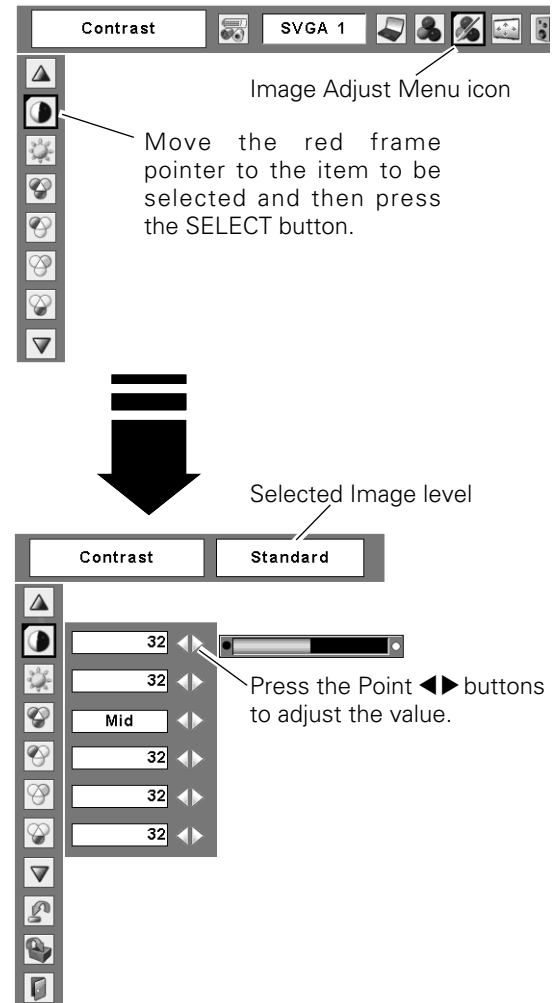 Contrast
SVGA 1
Image Adjust Menu icon
Move the red frame
pointer to the item to be
selected and then press
the SELECT button.
Selected Image level
Contrast
Standard
32
32
Mid
32
32
32
Press the Point ◀▶ buttons
to adjust the value.